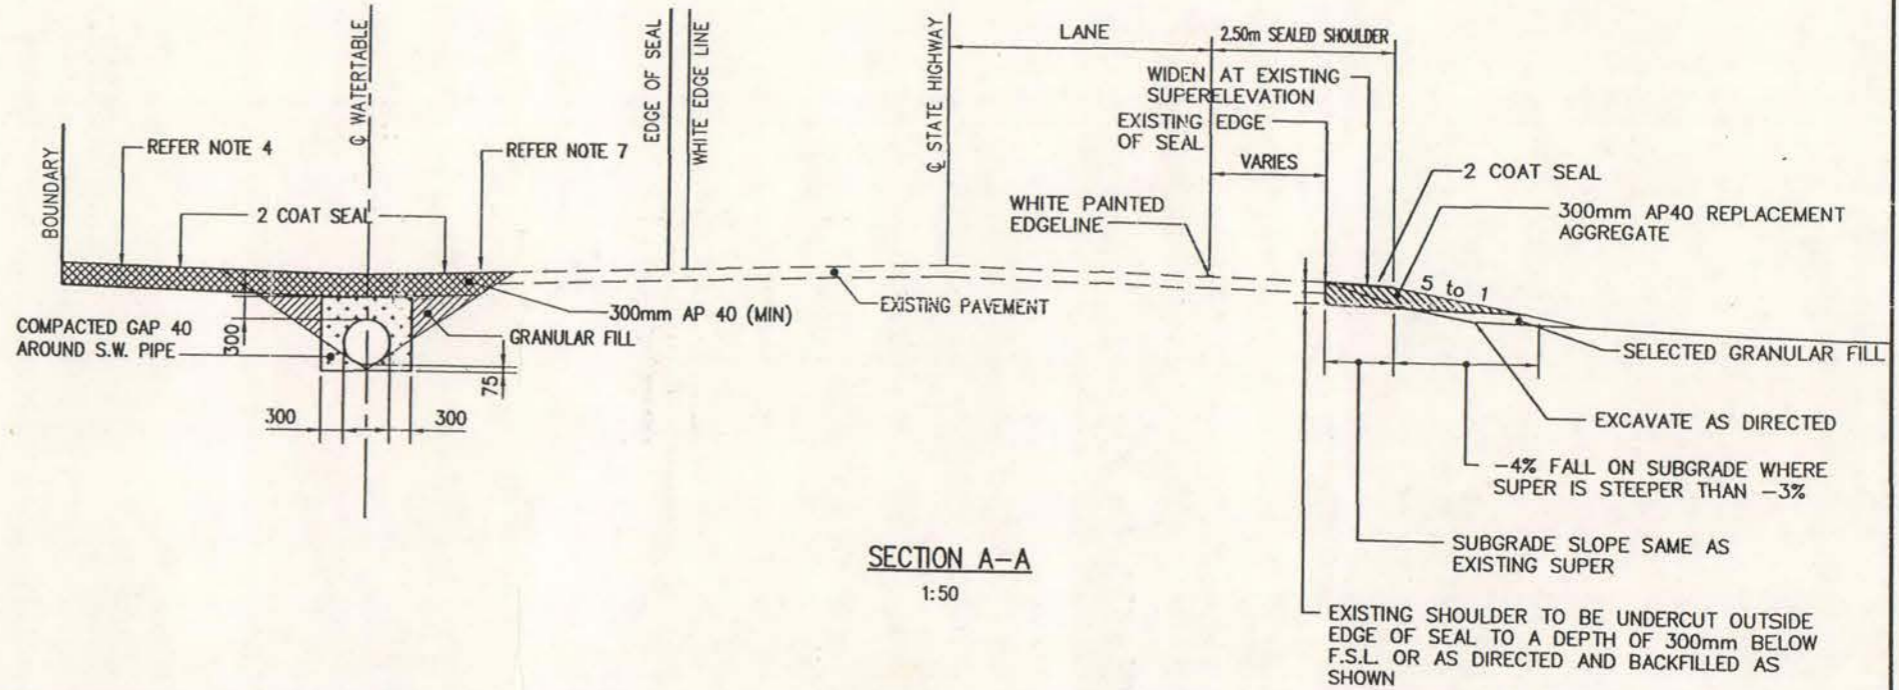 BOUNDARY
REFER NOTE 4
2 COAT SEAL
℄ WATERTABLE
REFER NOTE 7
EDGE OF SEAL
WHITE EDGE LINE
℄ STATE HIGHWAY
LANE
2.50m SEALED SHOULDER
WIDEN AT EXISTING
SUPERELEVATION
EXISTING EDGE
OF SEAL
VARIES
WHITE PAINTED
EDGELINE
2 COAT SEAL
300mm AP40 REPLACEMENT
AGGREGATE
5 to 1
COMPACTED GAP 40
AROUND S.W. PIPE
300
300mm AP 40 (MIN)
GRANULAR FILL
75
300
300
EXISTING PAVEMENT
SELECTED GRANULAR FILL
EXCAVATE AS DIRECTED
-4% FALL ON SUBGRADE WHERE
SUPER IS STEEPER THAN -3%
SUBGRADE SLOPE SAME AS
EXISTING SUPER
EXISTING SHOULDER TO BE UNDERCUT OUTSIDE
EDGE OF SEAL TO A DEPTH OF 300mm BELOW
F.S.L. OR AS DIRECTED AND BACKFILLED AS
SHOWN
SECTION A-A
1:50